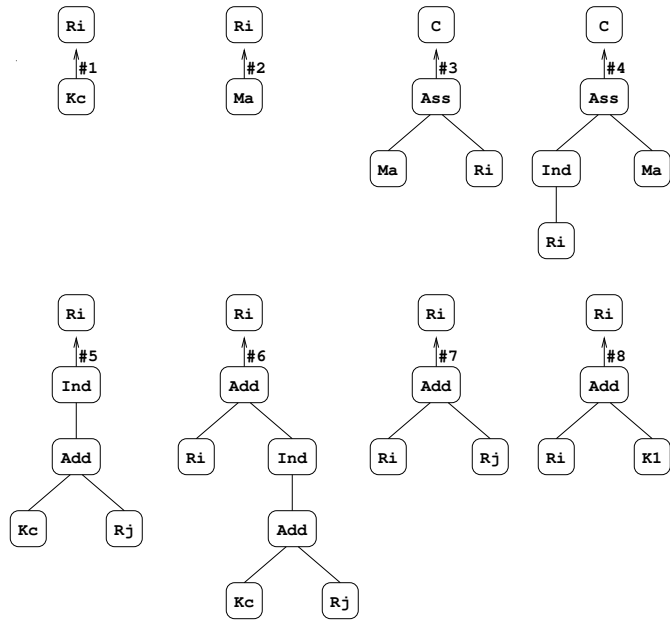 Ri Ri C C
#1 #2 #3 #4
Kc Ma Ass Ass
Ma Ri Ind Ma
Ri
Ri Ri Ri Ri
#5 #6 #7 #8
Ind Add Add Add
Add Ri Ind Ri Rj Ri K1
Kc Rj Add
Kc Rj